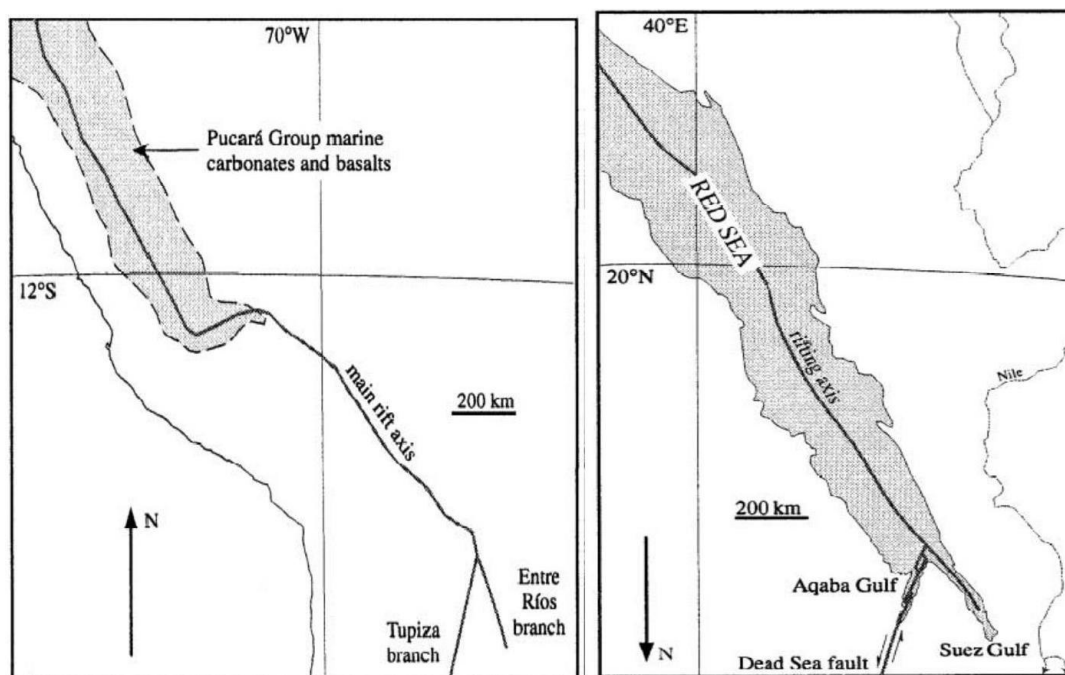 70°W
Pucará Group marine
carbonates and basalts
12°S
main rift axis
200 km
N
Entre
Ríos
branch
Tupiza
branch
40°E
RED SEA
20°N
rifting axis
Nile
200 km
Aqaba Gulf
N
Dead Sea fault
Suez Gulf